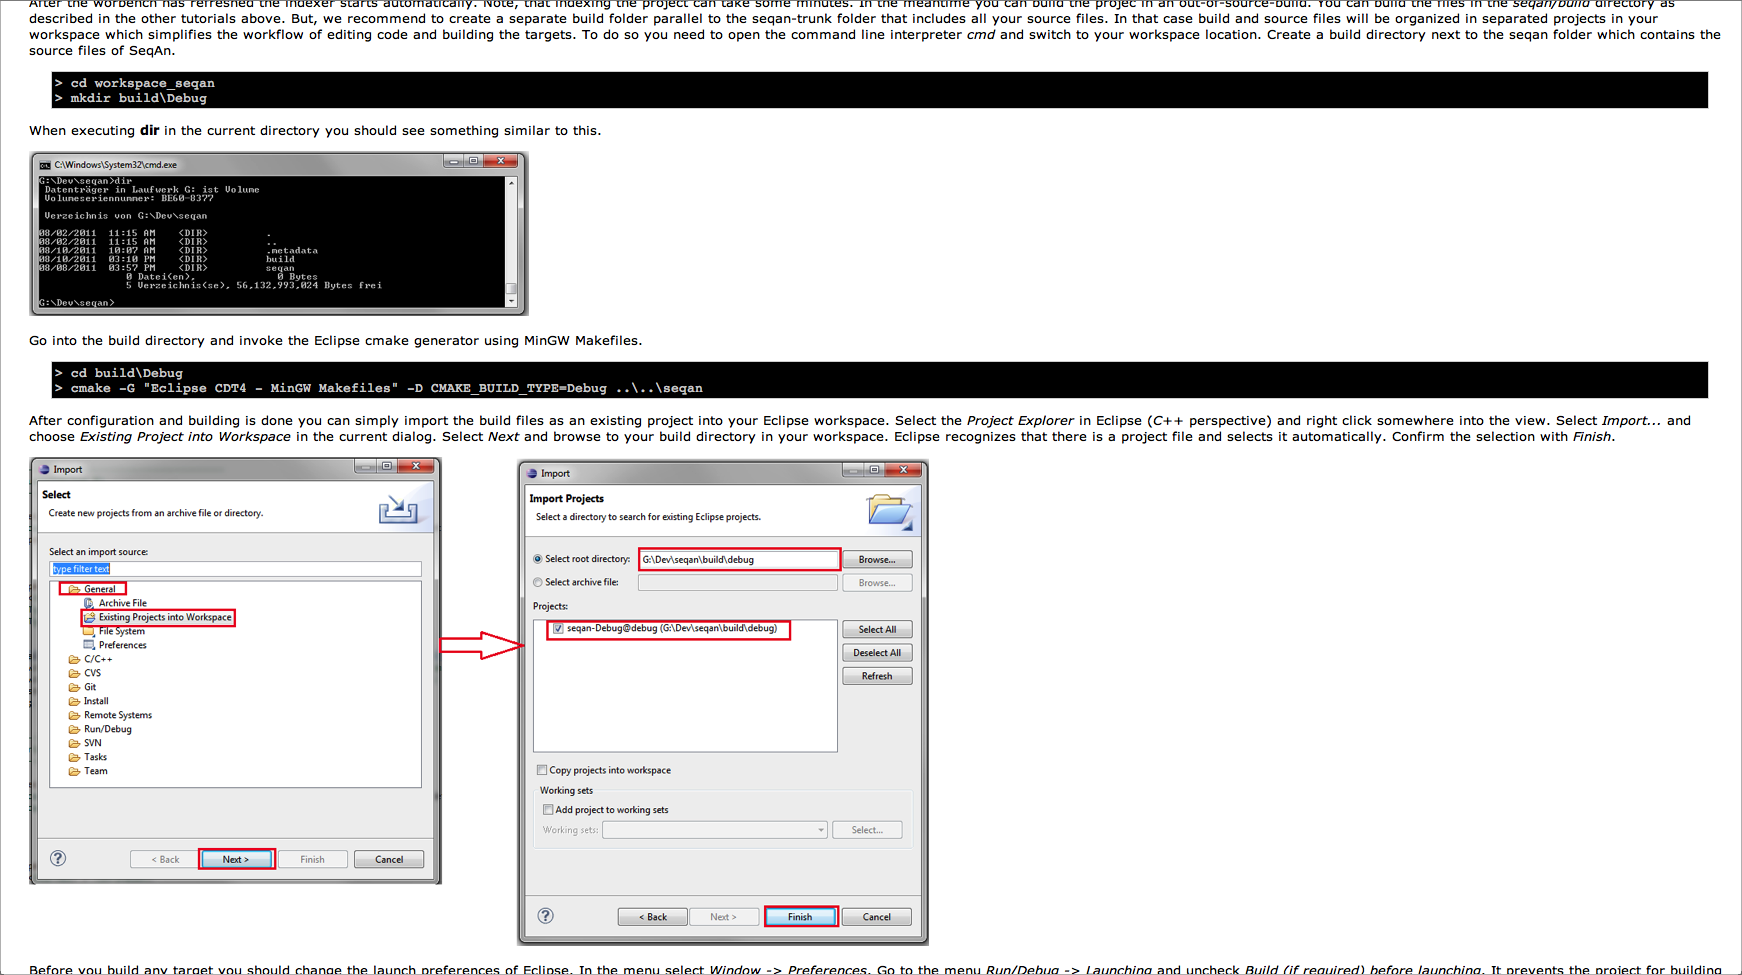 After the worbench has refreshed the indexer starts automatically. Note, that indexing the project can take some minutes. In the meantime you can build the projec in an out-of-source-build. You can build the files in the seqan/build directory as
described in the other tutorials above. But, we recommend to create a separate build folder parallel to the seqan-trunk folder that includes all your source files. In that case build and source files will be organized in separated projects in your
workspace which simplifies the workflow of editing code and building the targets. To do so you need to open the command line interpreter cmd and switch to your workspace location. Create a build directory next to the seqan folder which contains the
source files of SeqAn.
> cd workspace_seqan
> mkdir build\Debug
When executing dir in the current directory you should see something similar to this.
C:\Windows\System32\cmd.exe
G:\Dev\seqan>dir
Datenträger in Laufwerk G: ist Volume
Volumeseriennummer: BE60-8377
Verzeichnis von G:\Dev\seqan
08/02/2011 11:15 AM <DIR> .
08/02/2011 11:15 AM <DIR> ..
08/10/2011 10:07 AM <DIR> .metadata
08/10/2011 03:10 PM <DIR> build
08/08/2011 03:57 PM <DIR> seqan
0 Datei(en), 0 Bytes
5 Verzeichnis(se), 56,132,993,024 Bytes frei
G:\Dev\seqan>
Go into the build directory and invoke the Eclipse cmake generator using MinGW Makefiles.
> cd build\Debug
> cmake -G "Eclipse CDT4 - MinGW Makefiles" -D CMAKE_BUILD_TYPE=Debug ..\..\seqan
After configuration and building is done you can simply import the build files as an existing project into your Eclipse workspace. Select the Project Explorer in Eclipse (C++ perspective) and right click somewhere into the view. Select Import... and
choose Existing Project into Workspace in the current dialog. Select Next and browse to your build directory in your workspace. Eclipse recognizes that there is a project file and selects it automatically. Confirm the selection with Finish.
Import
Select
Create new projects from an archive file or directory.
Select an import source:
type filter text
General
Archive File
Existing Projects into Workspace
File System
Preferences
C/C++
CVS
Git
Install
Remote Systems
Run/Debug
SVN
Tasks
Team
? < Back Next > Finish Cancel
Import
Import Projects
Select a directory to search for existing Eclipse projects.
Select root directory: G:\Dev\seqan\build\debug Browse...
Select archive file: Browse...
Projects:
seqan-Debug@debug (G:\Dev\seqan\build\debug) Select All
Deselect All
Refresh
Copy projects into workspace
Working sets
Add project to working sets
Working sets: Select...
? < Back Next > Finish Cancel
Before you build any target you should change the launch preferences of Eclipse. In the menu select Window -> Preferences. Go to the menu Run/Debug -> Launching and uncheck Build (if required) before launching. It prevents the project for building